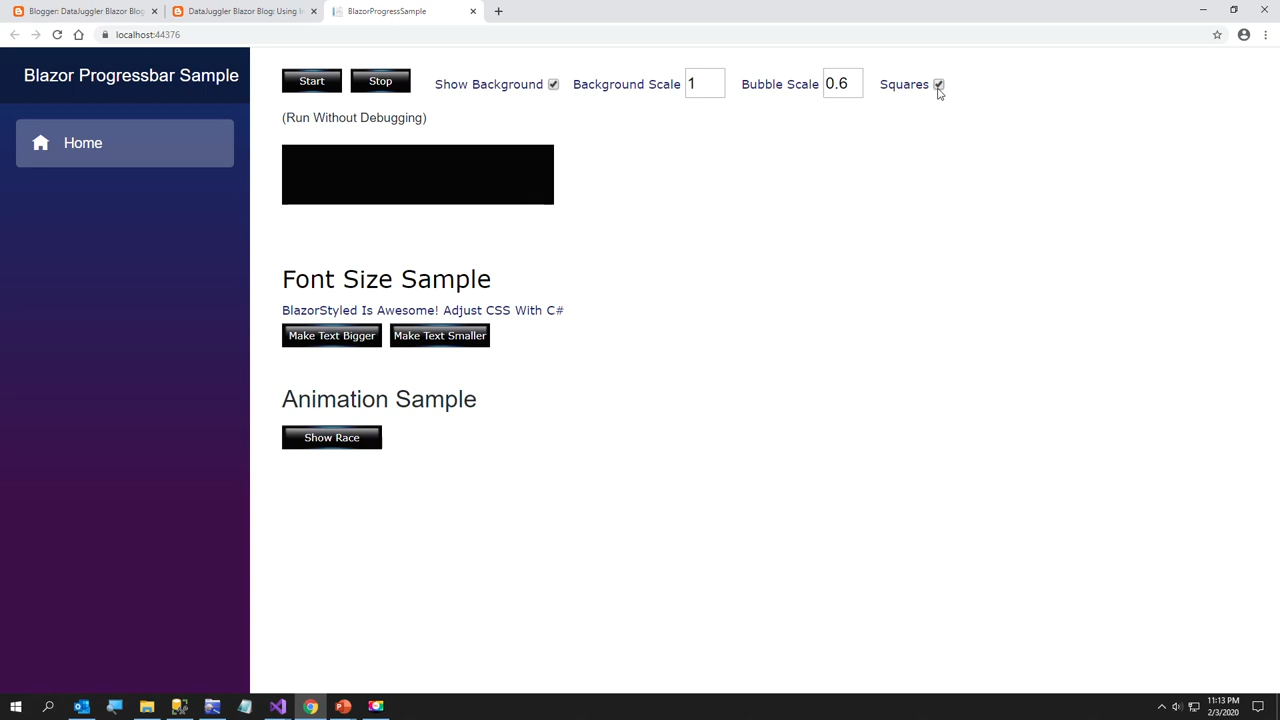 Blogger: DataJuggler Blazor Blog
DataJuggler Blazor Blog: Using In
BlazorProgressSample
localhost:44376
Blazor Progressbar Sample
Home
Start
Stop
Show Background
Background Scale
1
Bubble Scale
0.6
Squares
(Run Without Debugging)
Font Size Sample
BlazorStyled Is Awesome! Adjust CSS With C#
Make Text Bigger
Make Text Smaller
Animation Sample
Show Race
11:13 PM
2/3/2020